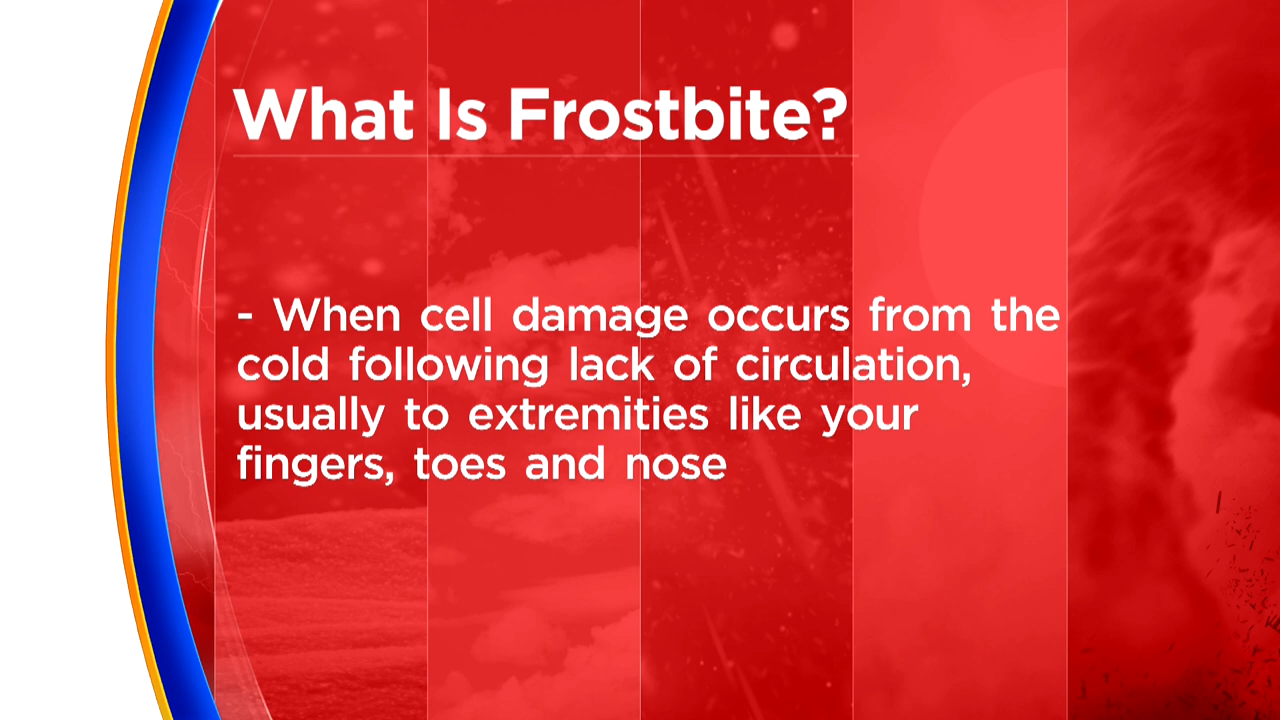 What Is Frostbite?
- When cell damage occurs from the
cold following lack of circulation,
usually to extremities like your
fingers, toes and nose